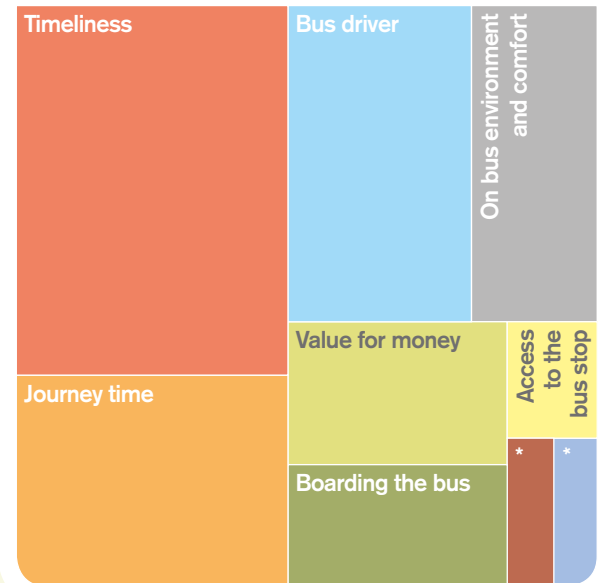 Timeliness
Bus driver
On bus environment
and comfort
Value for money
Access
to the
bus stop
Journey time
Boarding the bus
*
*